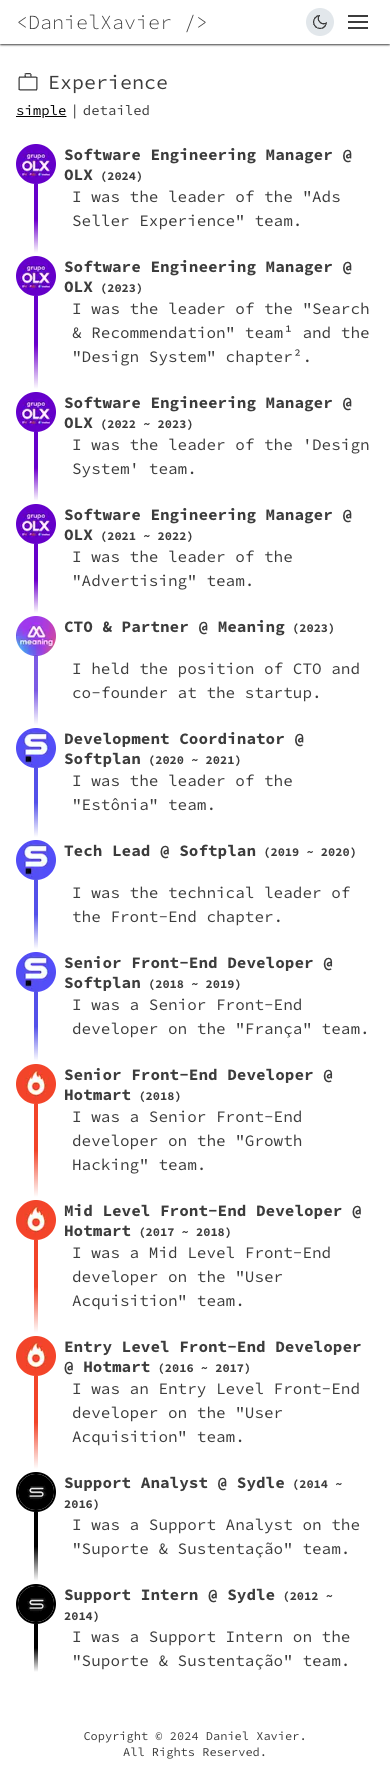 <DanielXavier />
Experience
simple | detailed
grupo
OLX
Software Engineering Manager @
OLX (2024)
I was the leader of the "Ads
Seller Experience" team.
grupo
OLX
Software Engineering Manager @
OLX (2023)
I was the leader of the "Search
& Recommendation" team¹ and the
"Design System" chapter².
grupo
OLX
Software Engineering Manager @
OLX (2022 ~ 2023)
I was the leader of the 'Design
System' team.
grupo
OLX
Software Engineering Manager @
OLX (2021 ~ 2022)
I was the leader of the
"Advertising" team.
meaning
CTO & Partner @ Meaning (2023)
I held the position of CTO and
co-founder at the startup.
Development Coordinator @
Softplan (2020 ~ 2021)
I was the leader of the
"Estônia" team.
Tech Lead @ Softplan (2019 ~ 2020)
I was the technical leader of
the Front-End chapter.
Senior Front-End Developer @
Softplan (2018 ~ 2019)
I was a Senior Front-End
developer on the "França" team.
Senior Front-End Developer @
Hotmart (2018)
I was a Senior Front-End
developer on the "Growth
Hacking" team.
Mid Level Front-End Developer @
Hotmart (2017 ~ 2018)
I was a Mid Level Front-End
developer on the "User
Acquisition" team.
Entry Level Front-End Developer
@ Hotmart (2016 ~ 2017)
I was an Entry Level Front-End
developer on the "User
Acquisition" team.
Support Analyst @ Sydle (2014 ~
2016)
I was a Support Analyst on the
"Suporte & Sustentação" team.
Support Intern @ Sydle (2012 ~
2014)
I was a Support Intern on the
"Suporte & Sustentação" team.
Copyright © 2024 Daniel Xavier.
All Rights Reserved.